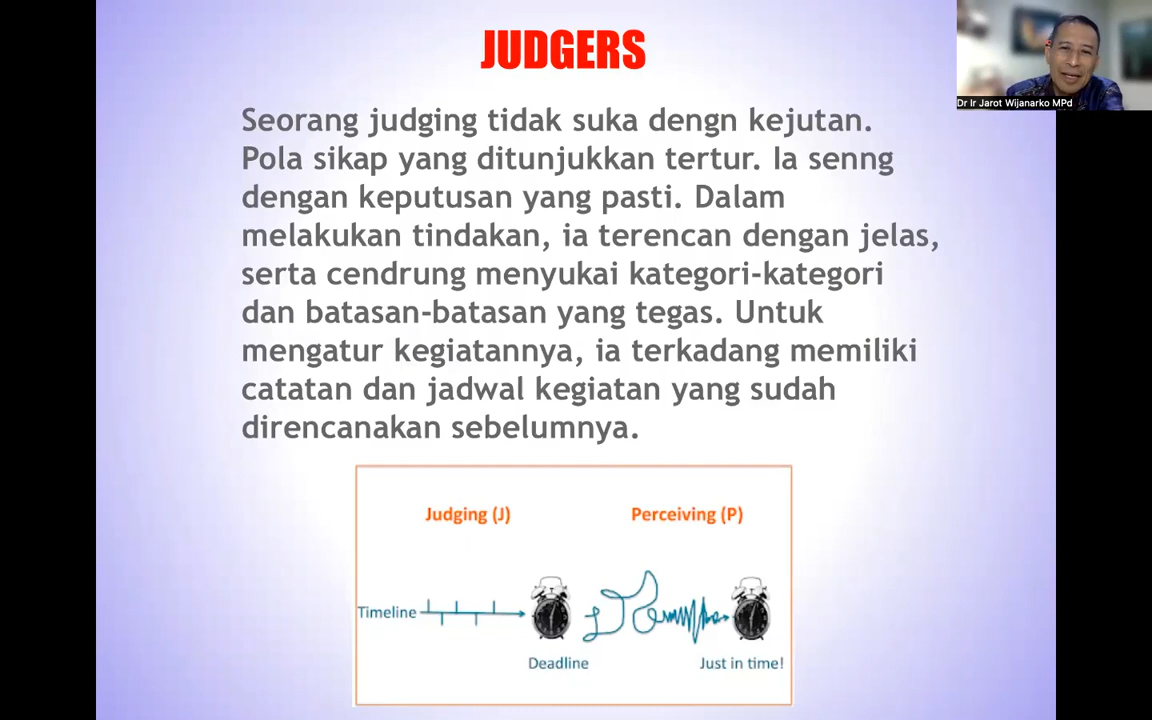 JUDGERS
Dr Ir Jarot Wijanarko MPd
Seorang judging tidak suka dengn kejutan.
Pola sikap yang ditunjukkan tertur. Ia senng
dengan keputusan yang pasti. Dalam
melakukan tindakan, ia terencan dengan jelas,
serta cendrung menyukai kategori-kategori
dan batasan-batasan yang tegas. Untuk
mengatur kegiatannya, ia terkadang memiliki
catatan dan jadwal kegiatan yang sudah
direncanakan sebelumnya.
Judging (J)
Perceiving (P)
Timeline
Deadline
Just in time!